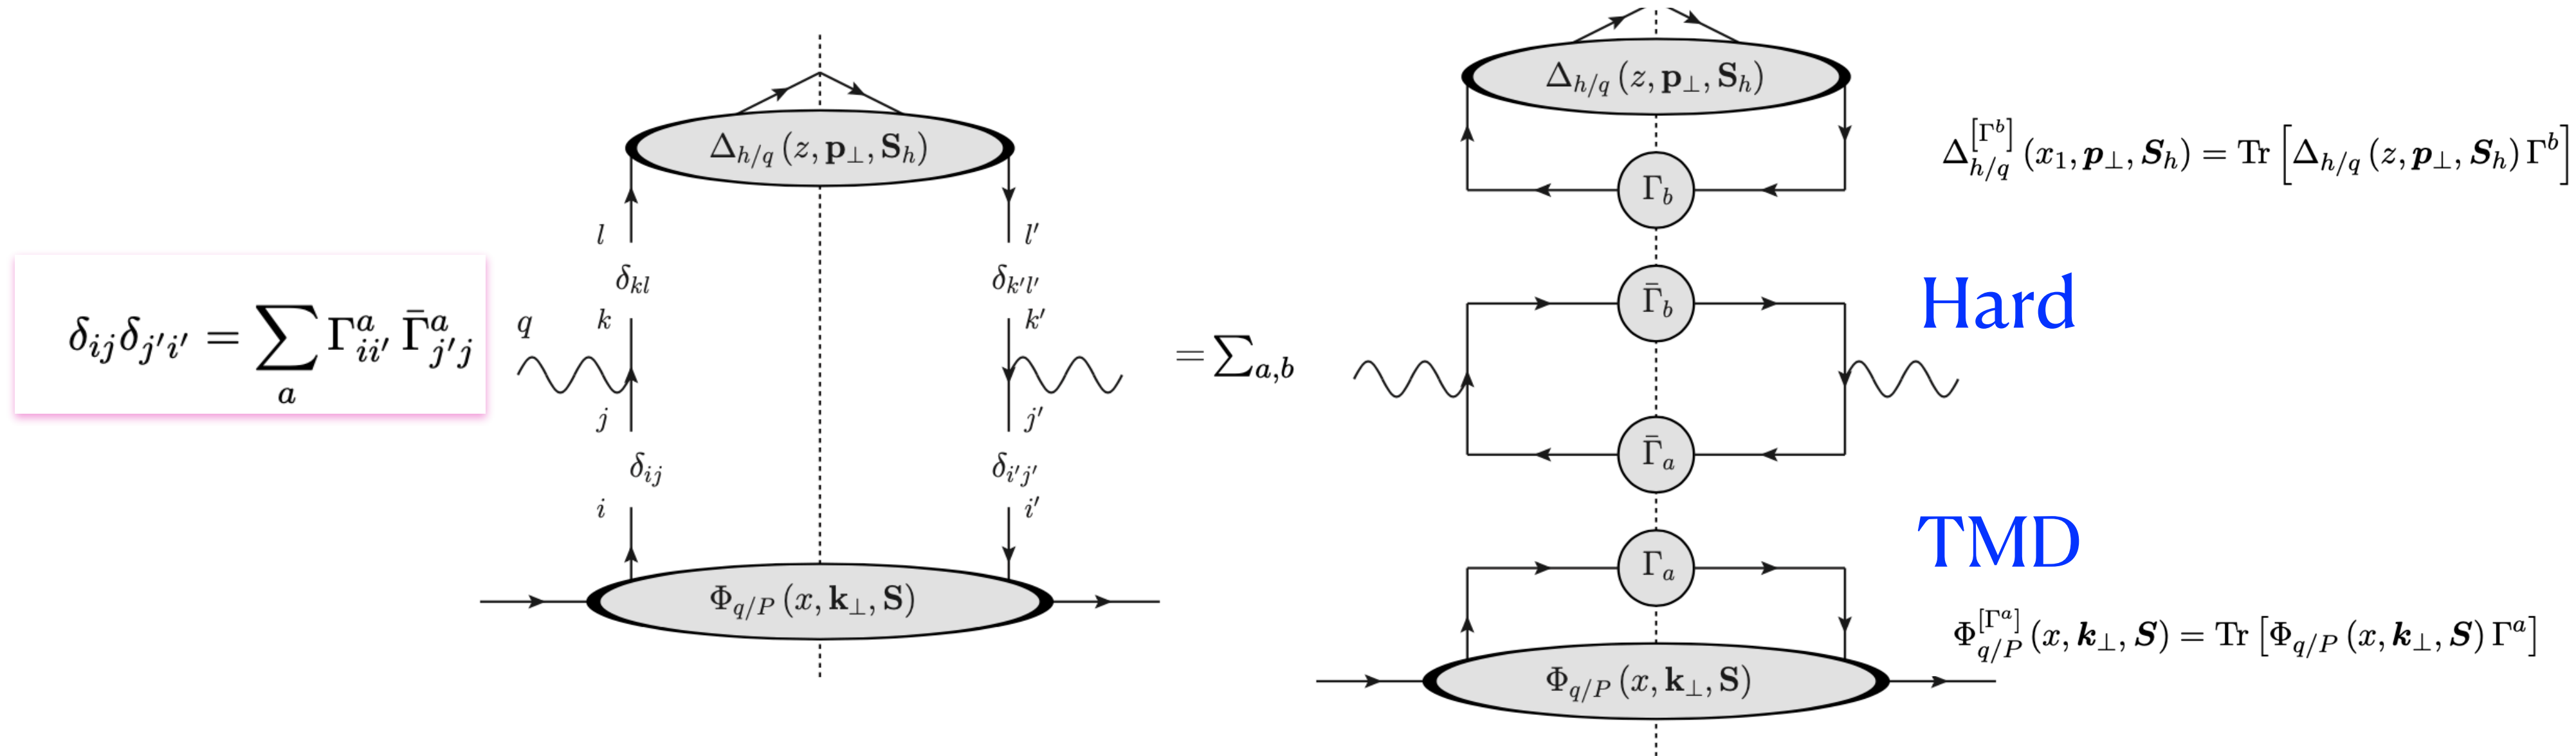 δ_{ij}δ_{j'i'} = ∑_a Γ^a_{ii'} Γ̄^a_{j'j}
Δ_{h/q} (z, p_⊥, S_h)
l
l'
δ_{kl}
δ_{k'l'}
q
k
k'
j
j'
δ_{ij}
δ_{i'j'}
i
i'
Φ_{q/P} (x, k_⊥, S)
= ∑_{a,b}
Δ_{h/q} (z, p_⊥, S_h)
Γ_b
Γ̄_b
Γ̄_a
Γ_a
Φ_{q/P} (x, k_⊥, S)
Δ^{[Γ^b]}_{h/q} (x_1, p_⊥, S_h) = Tr [Δ_{h/q} (z, p_⊥, S_h) Γ^b]
Hard
TMD
Φ^{[Γ^a]}_{q/P} (x, k_⊥, S) = Tr [Φ_{q/P} (x, k_⊥, S) Γ^a]